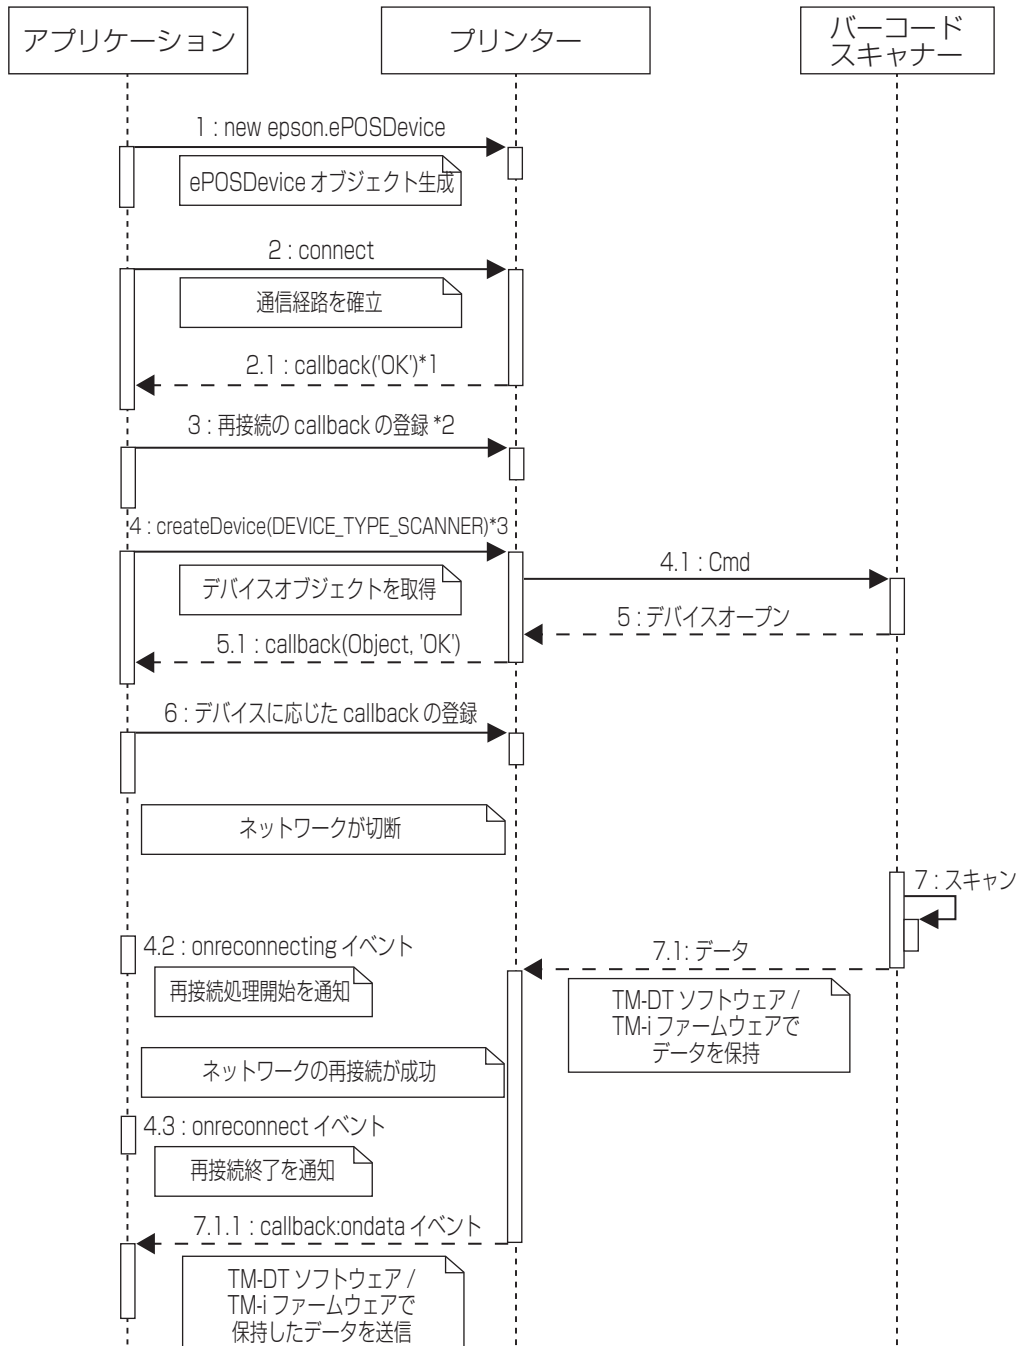 アプリケーション
プリンター
バーコード
スキャナー
1 : new epson.ePOSDevice
ePOSDevice オブジェクト生成
2 : connect
通信経路を確立
2.1 : callback('OK')*1
3 : 再接続の callback の登録 *2
4 : createDevice(DEVICE_TYPE_SCANNER)*3
4.1 : Cmd
デバイスオブジェクトを取得
5 : デバイスオープン
5.1 : callback(Object, 'OK')
6 : デバイスに応じた callback の登録
ネットワークが切断
7 : スキャン
4.2 : onreconnecting イベント
7.1: データ
再接続処理開始を通知
TM-DT ソフトウェア /
TM-i ファームウェアで
データを保持
ネットワークの再接続が成功
4.3 : onreconnect イベント
再接続終了を通知
7.1.1 : callback:ondata イベント
TM-DT ソフトウェア /
TM-i ファームウェアで
保持したデータを送信